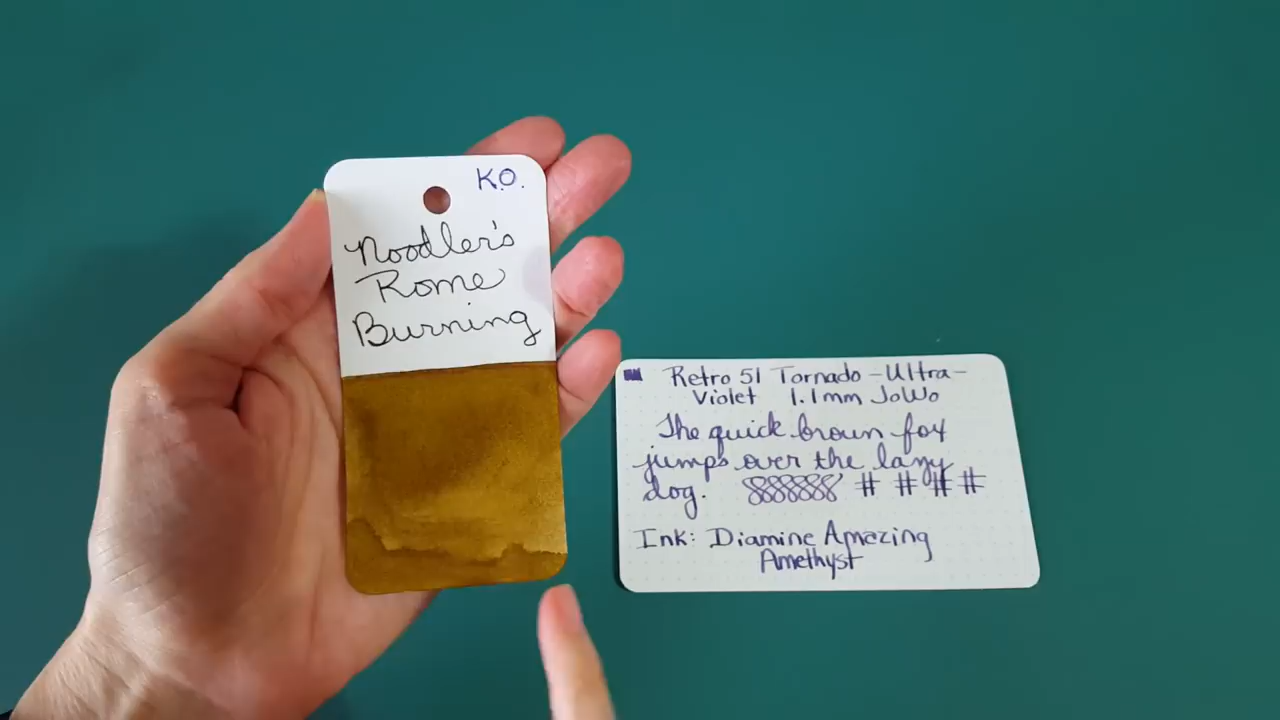 K.O.
Noodler's
Rome
Burning
Retro 51 Tornado - Ultra-
Violet 1.1mm JoWo
The quick brown fox
jumps over the lazy
dog. # # # #
Ink: Diamine Amazing
Amethyst